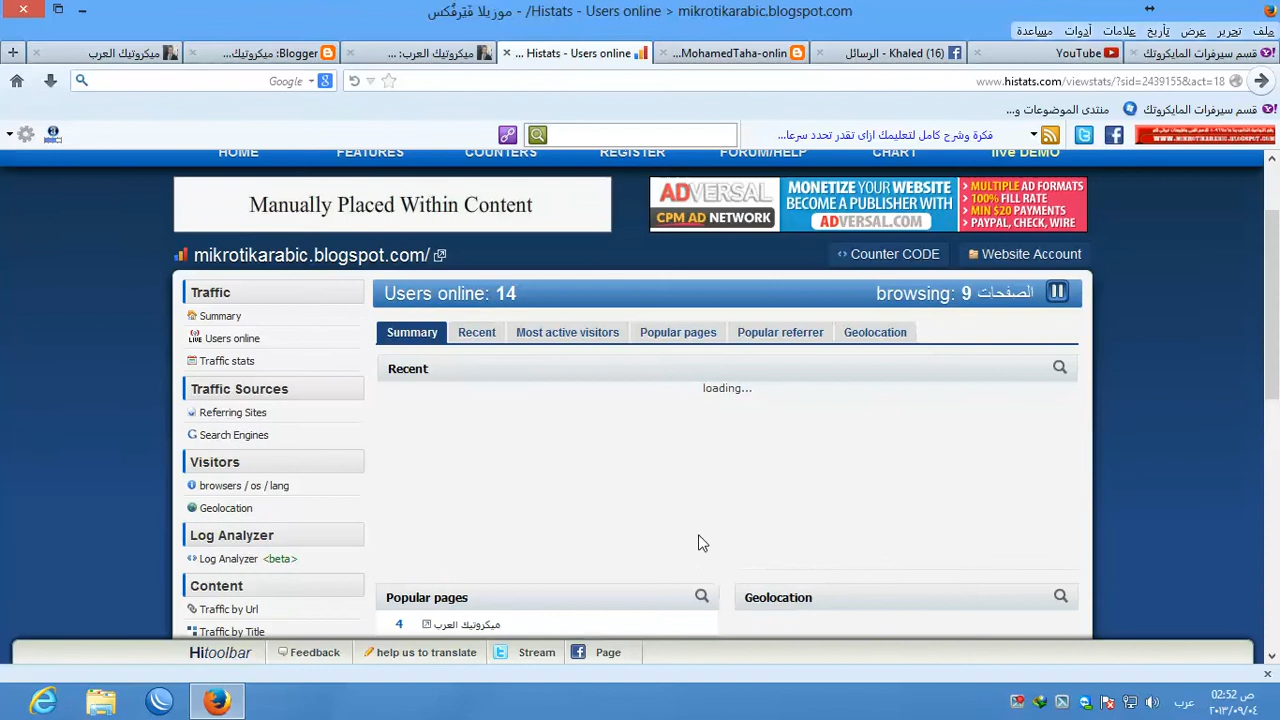 موزيلا فَيَرفُكس - /Histats - Users online > mikrotikarabic.blogspot.com
ملف تحرير عرض تأريخ علامات أدوات مساعدة
قسم سيرفرات المايكروتك
YouTube
Khaled (16) - الرسائل
...MohamedTaha-onlin
... Histats - Users online
ميكروتيك العرب: ...
Blogger: ميكروتيك...
ميكروتيك العرب
www.histats.com/viewstats/?sid=2439155&act=18
Google
قسم سيرفرات المايكروتك
منتدى الموضوعات و...
فكرة وشرح كامل لتعليمك ازاى تقدر تحدد سرعا...
HOME FEATURES COUNTERS REGISTER FORUM/HELP CHART live DEMO
Manually Placed Within Content
ADVERSAL
CPM AD NETWORK
MONETIZE YOUR WEBSITE
BECOME A PUBLISHER WITH
ADVERSAL.COM
• MULTIPLE AD FORMATS
• 100% FILL RATE
• MIN $20 PAYMENTS
• PAYPAL, CHECK, WIRE
mikrotikarabic.blogspot.com/
Counter CODE
Website Account
Traffic
Summary
LIVE Users online
Traffic stats
Traffic Sources
Referring Sites
Search Engines
Visitors
browsers / os / lang
Geolocation
Log Analyzer
Log Analyzer <beta>
Content
Traffic by Url
Traffic by Title
Users online: 14
browsing: 9 الصفحات
Summary Recent Most active visitors Popular pages Popular referrer Geolocation
Recent
loading...
Popular pages
4 ميكروتيك العرب
Geolocation
Hitoolbar Feedback help us to translate Stream Page
عرب
02:52 ص
٢٠١٣/٠٩/٠٤